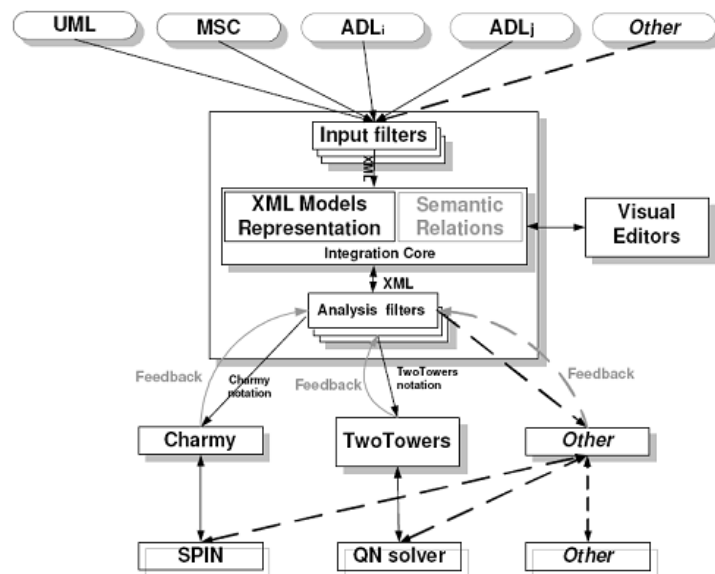 UML
MSC
ADLi
ADLj
Other
Input filters
XML
XML Models
Representation
Semantic
Relations
Integration Core
Visual
Editors
XML
Analysis filters
Feedback
Charmy
notation
Feedback
TwoTowers
notation
Feedback
Charmy
TwoTowers
Other
SPIN
QN solver
Other